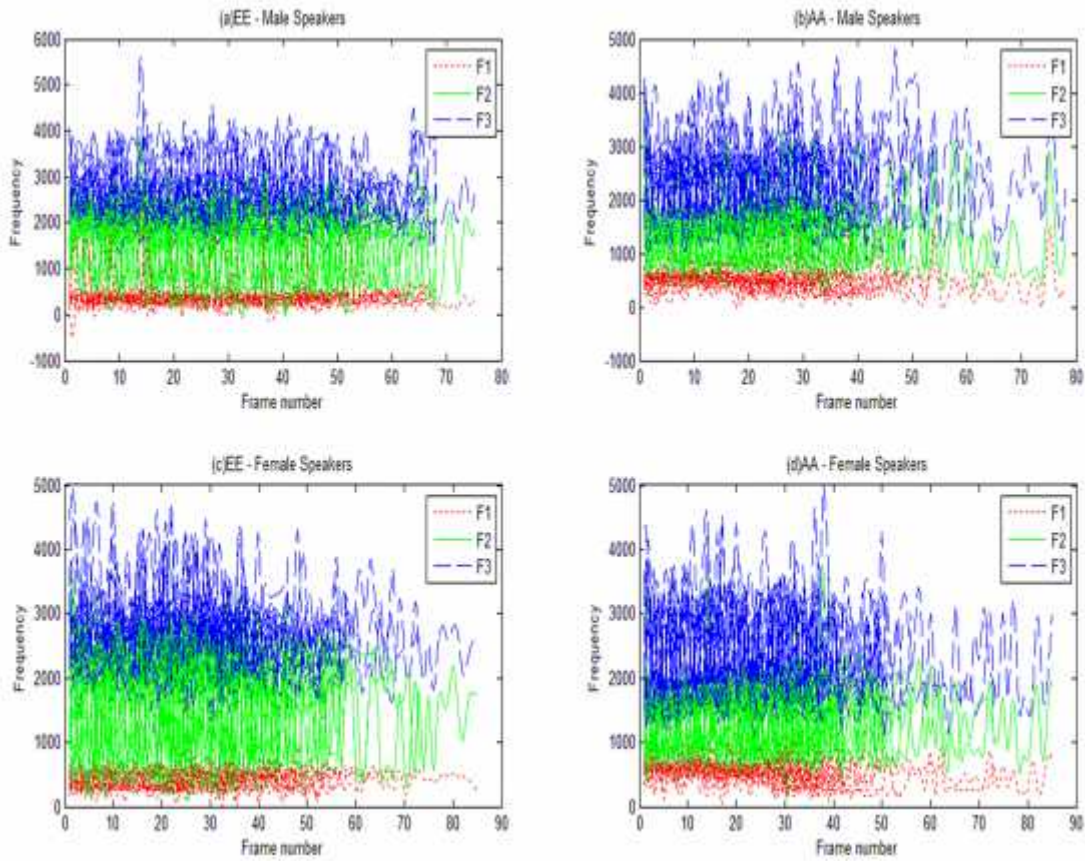 (a)EE - Male Speakers
6000
5000
4000
3000
2000
1000
0
-1000
Frequency
0 10 20 30 40 50 60 70 80
Frame number
F1
F2
F3
(b)AA - Male Speakers
5000
4000
3000
2000
1000
0
-1000
Frequency
0 10 20 30 40 50 60 70 80
Frame number
F1
F2
F3
(c)EE - Female Speakers
5000
4000
3000
2000
1000
0
Frequency
0 10 20 30 40 50 60 70 80 90
Frame number
F1
F2
F3
(d)AA - Female Speakers
5000
4000
3000
2000
1000
0
Frequency
0 10 20 30 40 50 60 70 80 90
Frame number
F1
F2
F3